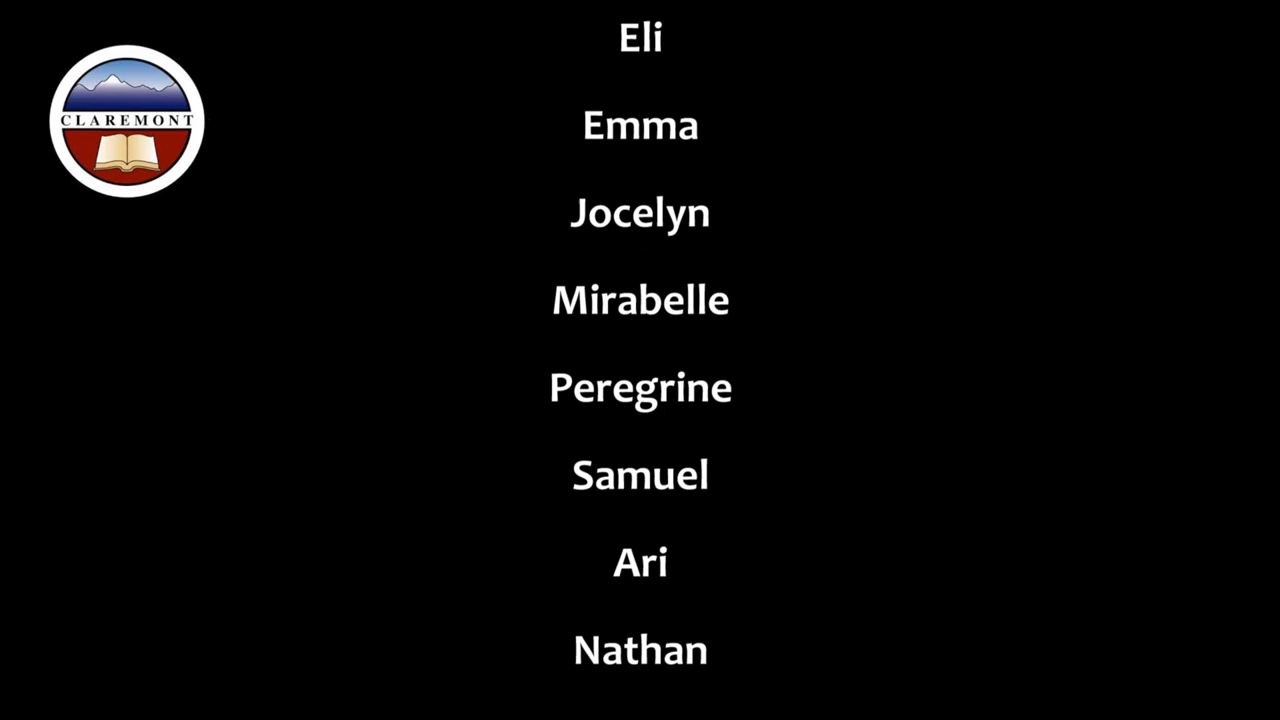 CLAREMONT
Eli
Emma
Jocelyn
Mirabelle
Peregrine
Samuel
Ari
Nathan